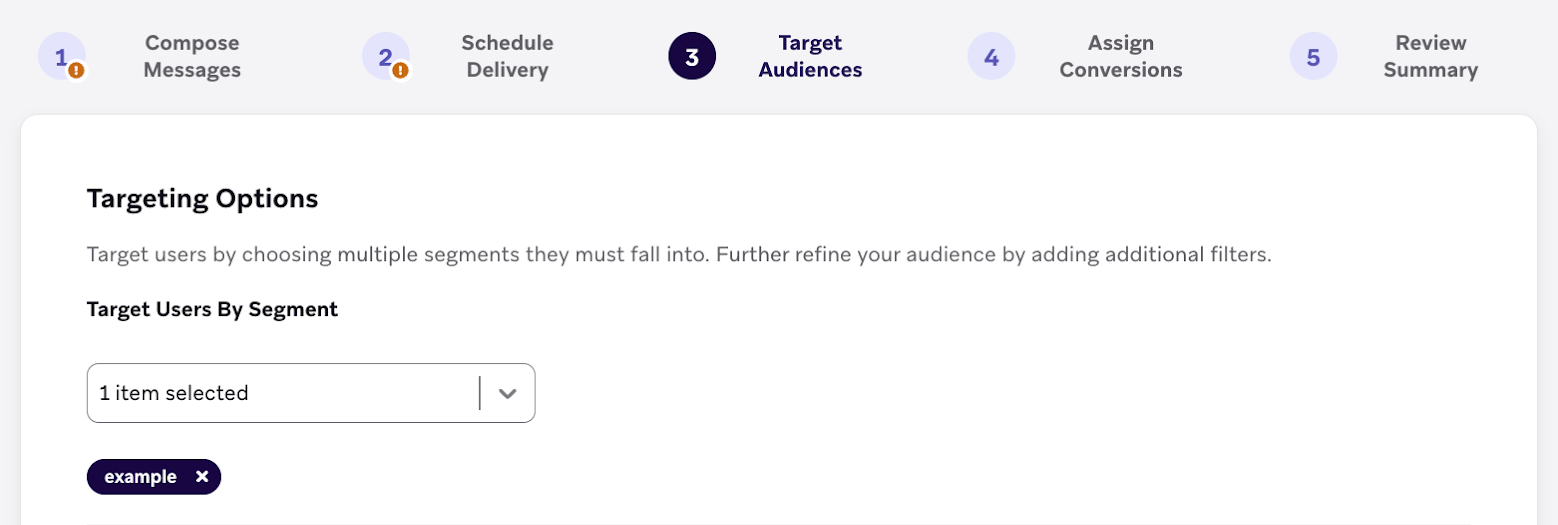 1 Compose Messages
2 Schedule Delivery
3 Target Audiences
4 Assign Conversions
5 Review Summary
Targeting Options
Target users by choosing multiple segments they must fall into. Further refine your audience by adding additional filters.
Target Users By Segment
1 item selected
example